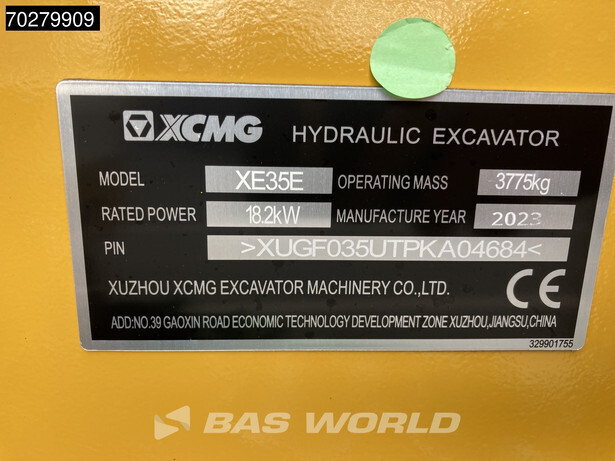 70279909
XCMG HYDRAULIC EXCAVATOR
MODEL XE35E OPERATING MASS 3775kg
RATED POWER 18.2kW MANUFACTURE YEAR 2023
PIN >XUGF035UTPKA04684<
XUZHOU XCMG EXCAVATOR MACHINERY CO.,LTD. CE
ADD:NO.39 GAOXIN ROAD ECONOMIC TECHNOLOGY DEVELOPMENT ZONE XUZHOU,JIANGSU,CHINA
329901755
BAS WORLD